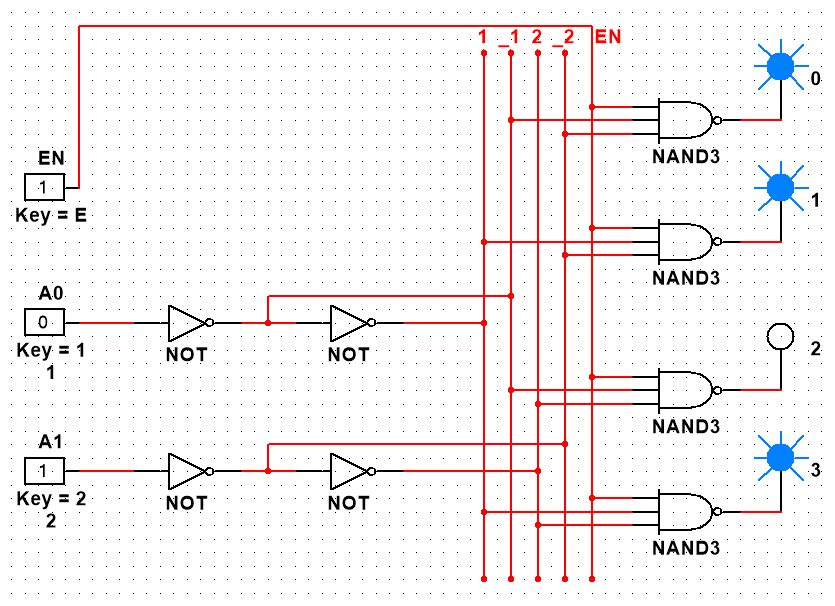 1 _1 2 _2 EN
0
NAND3
EN
1
Key = E
1
NAND3
A0
0
Key = 1
1
NOT
NOT
2
NAND3
A1
1
Key = 2
2
NOT
NOT
3
NAND3